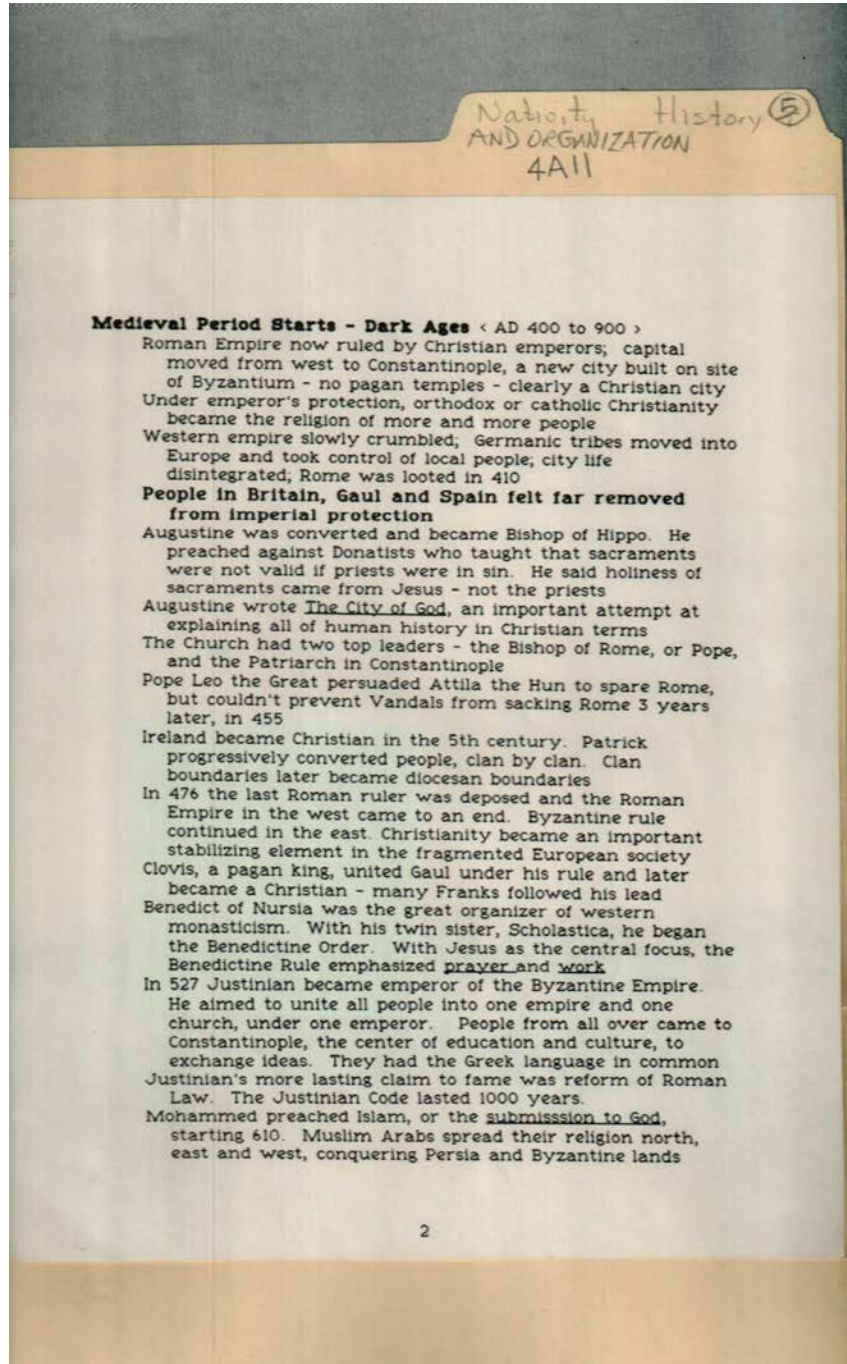 Nativity History 5
AND ORGANIZATION
4A11
Medieval Period Starts - Dark Ages < AD 400 to 900 >
Roman Empire now ruled by Christian emperors; capital
moved from west to Constantinople, a new city built on site
of Byzantium - no pagan temples - clearly a Christian city
Under emperor's protection, orthodox or catholic Christianity
became the religion of more and more people
Western empire slowly crumbled; Germanic tribes moved into
Europe and took control of local people; city life
disintegrated; Rome was looted in 410
People in Britain, Gaul and Spain felt far removed
from imperial protection
Augustine was converted and became Bishop of Hippo. He
preached against Donatists who taught that sacraments
were not valid if priests were in sin. He said holiness of
sacraments came from Jesus - not the priests
Augustine wrote The City of God, an important attempt at
explaining all of human history in Christian terms
The Church had two top leaders - the Bishop of Rome, or Pope,
and the Patriarch in Constantinople
Pope Leo the Great persuaded Attila the Hun to spare Rome,
but couldn't prevent Vandals from sacking Rome 3 years
later, in 455
Ireland became Christian in the 5th century. Patrick
progressively converted people, clan by clan. Clan
boundaries later became diocesan boundaries
In 476 the last Roman ruler was deposed and the Roman
Empire in the west came to an end. Byzantine rule
continued in the east. Christianity became an important
stabilizing element in the fragmented European society
Clovis, a pagan king, united Gaul under his rule and later
became a Christian - many Franks followed his lead
Benedict of Nursia was the great organizer of western
monasticism. With his twin sister, Scholastica, he began
the Benedictine Order. With Jesus as the central focus, the
Benedictine Rule emphasized prayer and work
In 527 Justinian became emperor of the Byzantine Empire.
He aimed to unite all people into one empire and one
church, under one emperor. People from all over came to
Constantinople, the center of education and culture, to
exchange ideas. They had the Greek language in common
Justinian's more lasting claim to fame was reform of Roman
Law. The Justinian Code lasted 1000 years.
Mohammed preached Islam, or the submisssion to God,
starting 610. Muslim Arabs spread their religion north,
east and west, conquering Persia and Byzantine lands
2